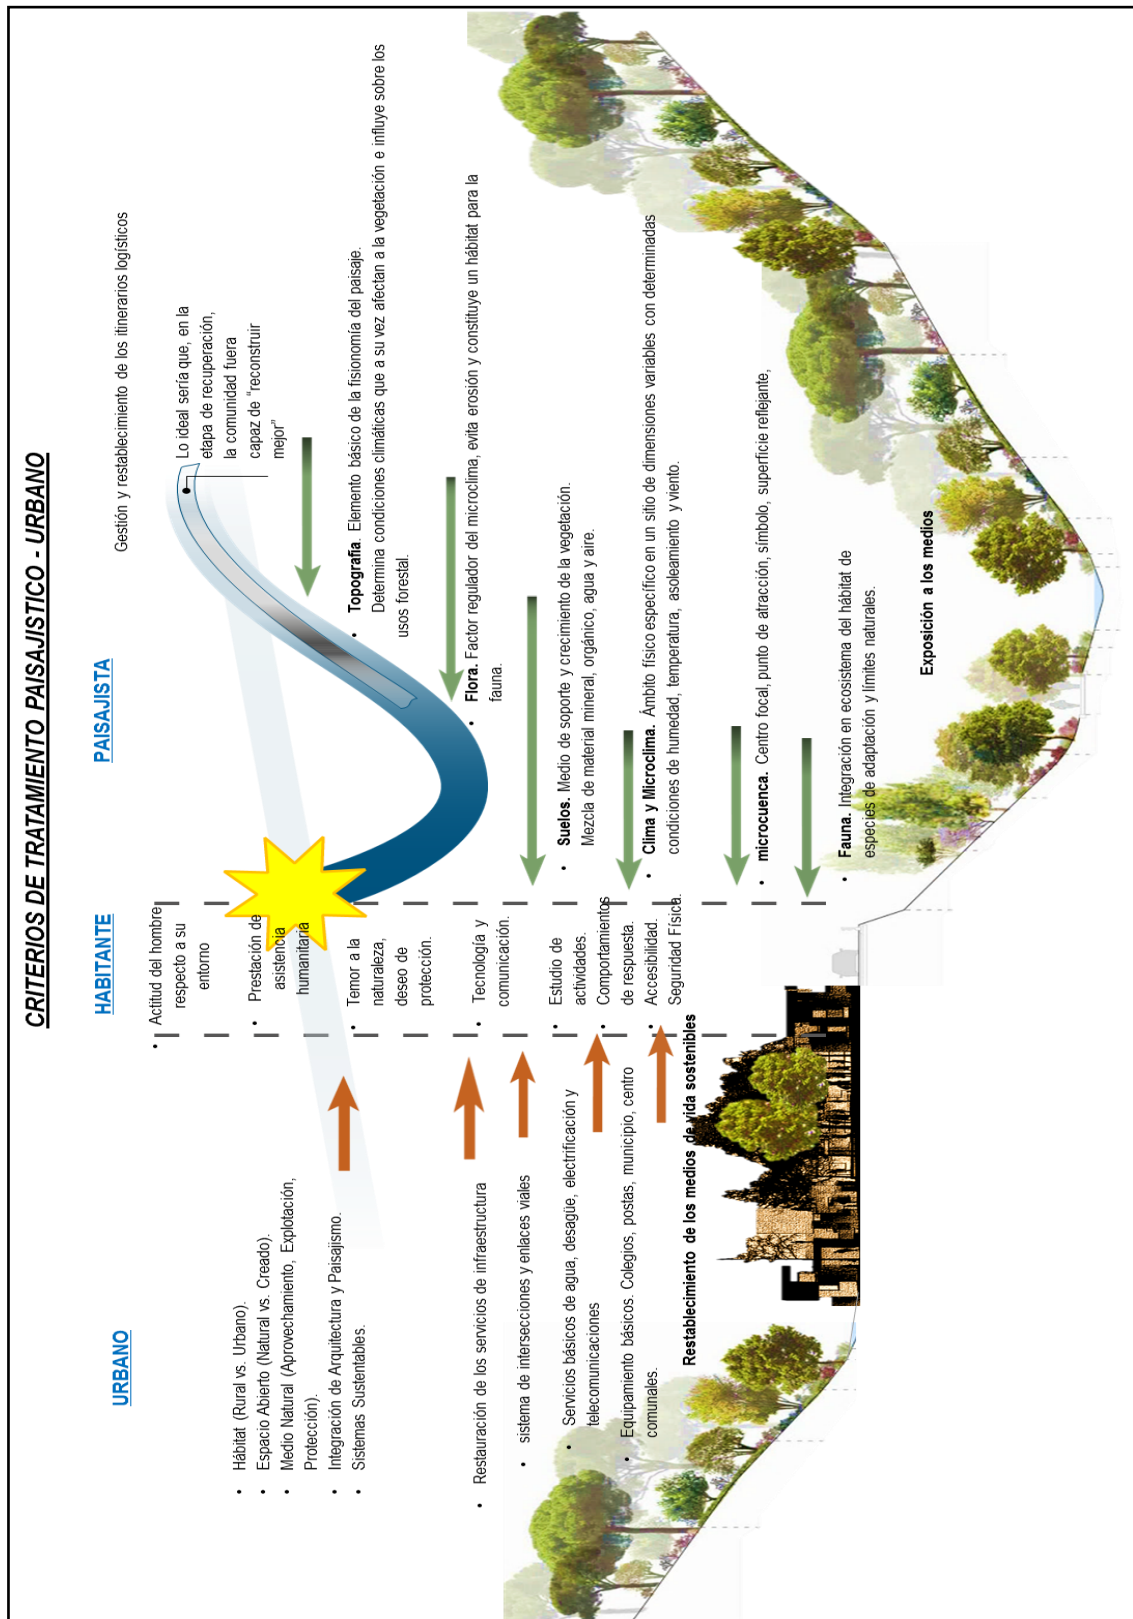 CRITERIOS DE TRATAMIENTO PAISAJISTICO - URBANO
URBANO
• Hábitat (Rural vs. Urbano).
• Espacio Abierto (Natural vs. Creado).
• Medio Natural (Aprovechamiento, Explotación,
Protección).
• Integración de Arquitectura y Paisajismo.
• Sistemas Sustentables.
• Restauración de los servicios de infraestructura
• sistema de intersecciones y enlaces viales
• Servicios básicos de agua, desagüe, electrificación y
telecomunicaciones
• Equipamiento básicos. Colegios, postas, municipio, centro
comunales.
Restablecimiento de los medios de vida sostenibles
HABITANTE
• Actitud del hombre
respecto a su
entorno
• Prestación de
asistencia
humanitaria
• Temor a la
naturaleza,
deseo de
protección.
• Tecnología y
comunicación.
• Estudio de
actividades.
• Comportamientos
de respuesta.
• Accesibilidad.
Seguridad Física.
PAISAJISTA
Gestión y restablecimiento de los itinerarios logísticos
Lo ideal sería que, en la
etapa de recuperación,
la comunidad fuera
capaz de “reconstruir
mejor”
• Topografía. Elemento básico de la fisionomía del paisaje.
Determina condiciones climáticas que a su vez afectan a la vegetación e influye sobre los
usos forestal.
• Flora. Factor regulador del microclima, evita erosión y constituye un hábitat para la
fauna.
• Suelos. Medio de soporte y crecimiento de la vegetación.
Mezcla de material mineral, orgánico, agua y aire.
• Clima y Microclima. Ámbito físico específico en un sitio de dimensiones variables con determinadas
condiciones de humedad, temperatura, asoleamiento y viento.
• microcuenca. Centro focal, punto de atracción, símbolo, superficie reflejante,
• Fauna. Integración en ecosistema del hábitat de
especies de adaptación y límites naturales.
Exposición a los medios